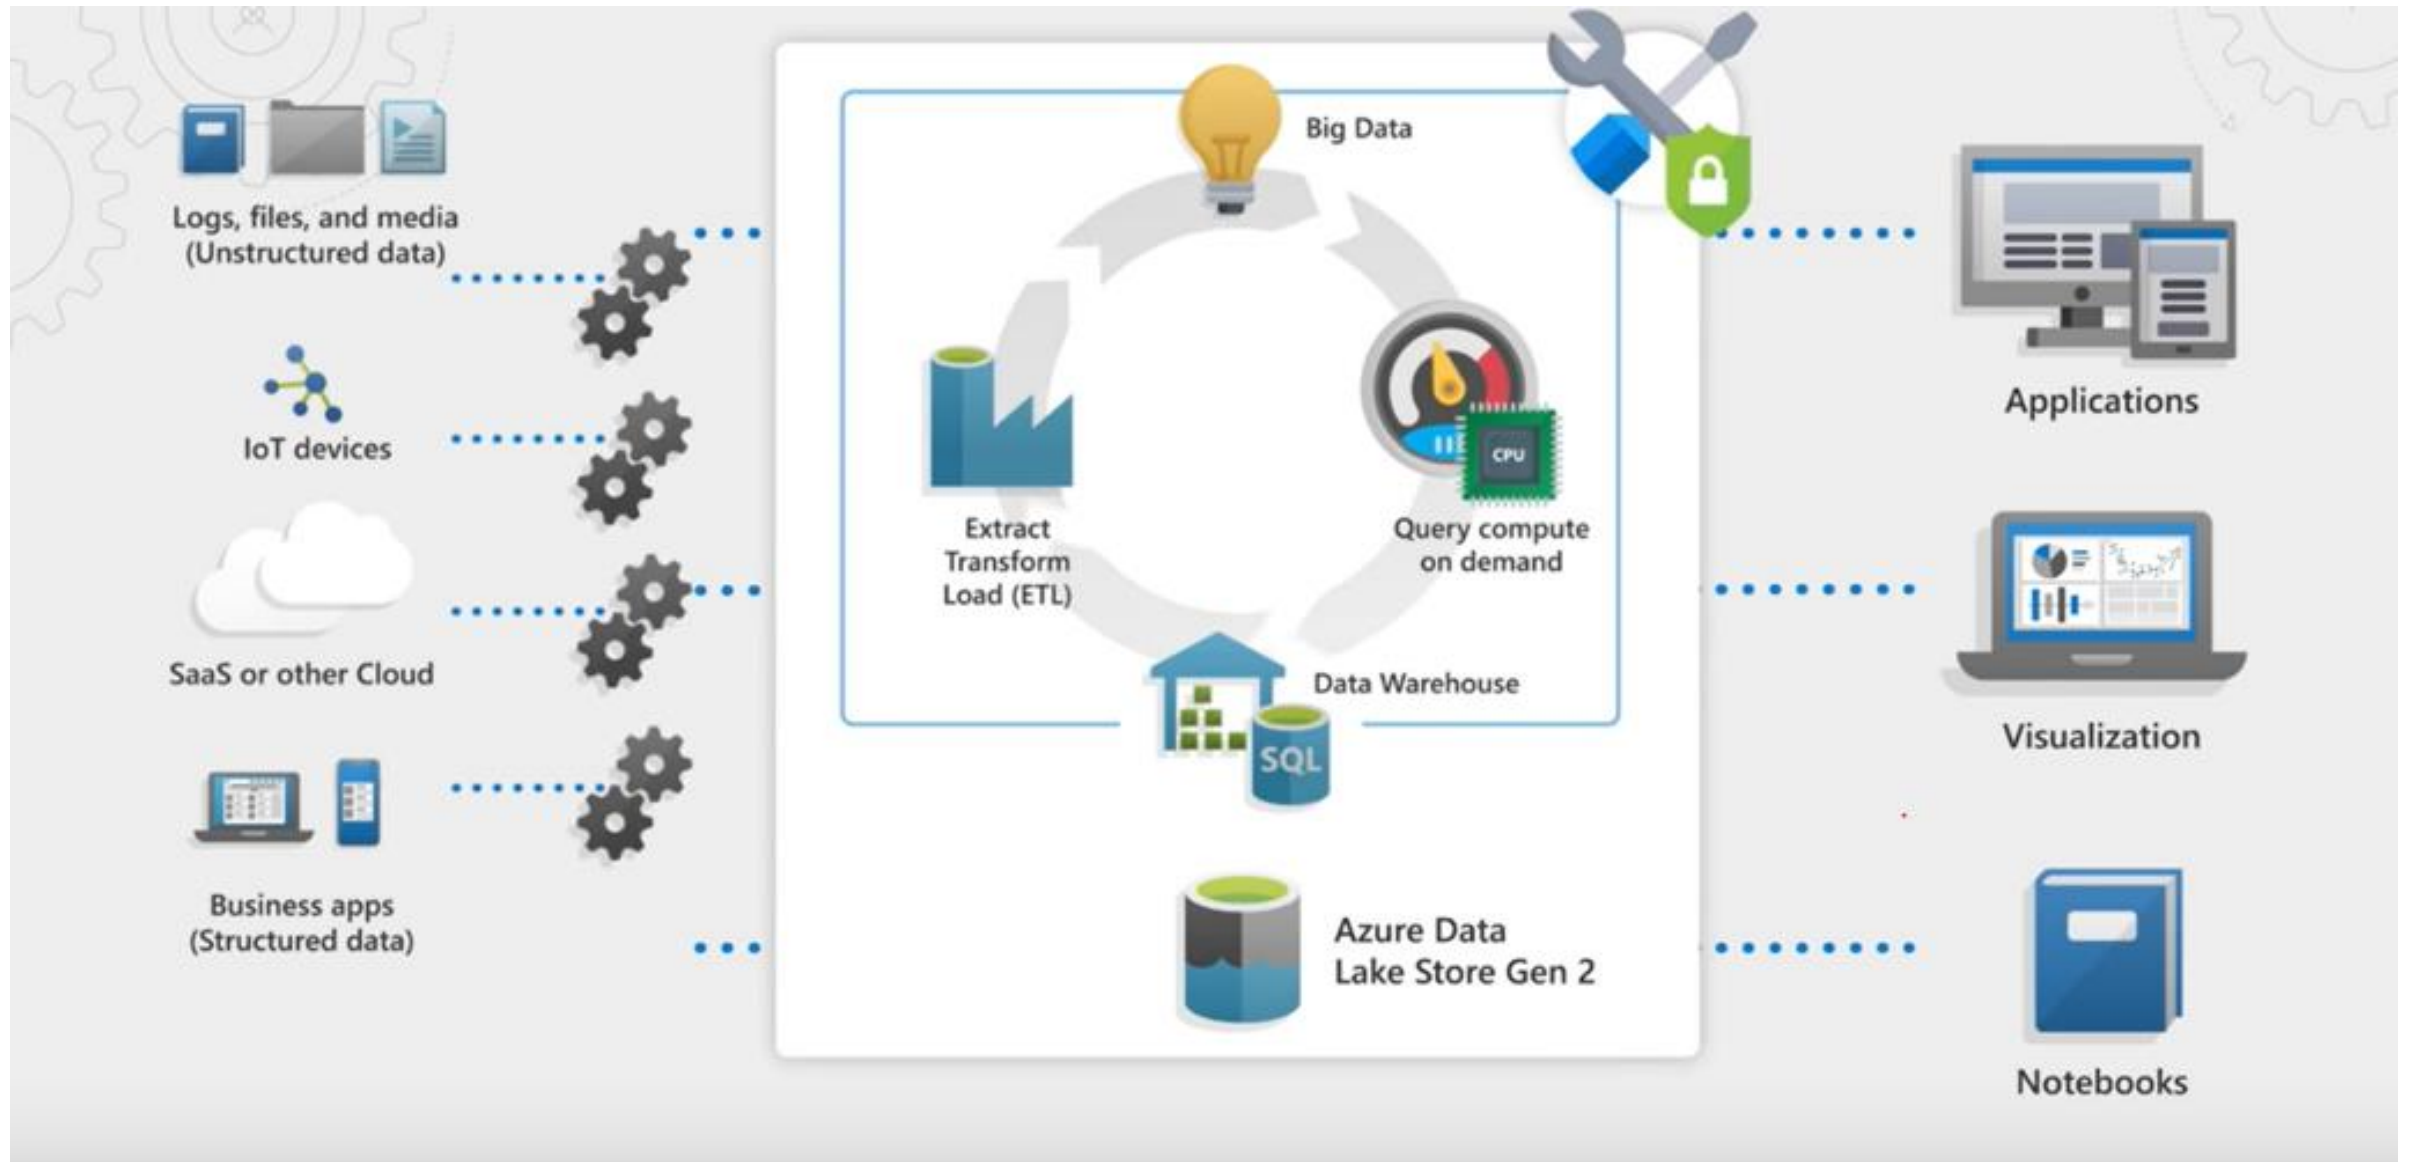 Logs, files, and media
(Unstructured data)
IoT devices
SaaS or other Cloud
Business apps
(Structured data)
Big Data
Extract
Transform
Load (ETL)
CPU
Query compute
on demand
Data Warehouse
SQL
Azure Data
Lake Store Gen 2
Applications
Visualization
Notebooks